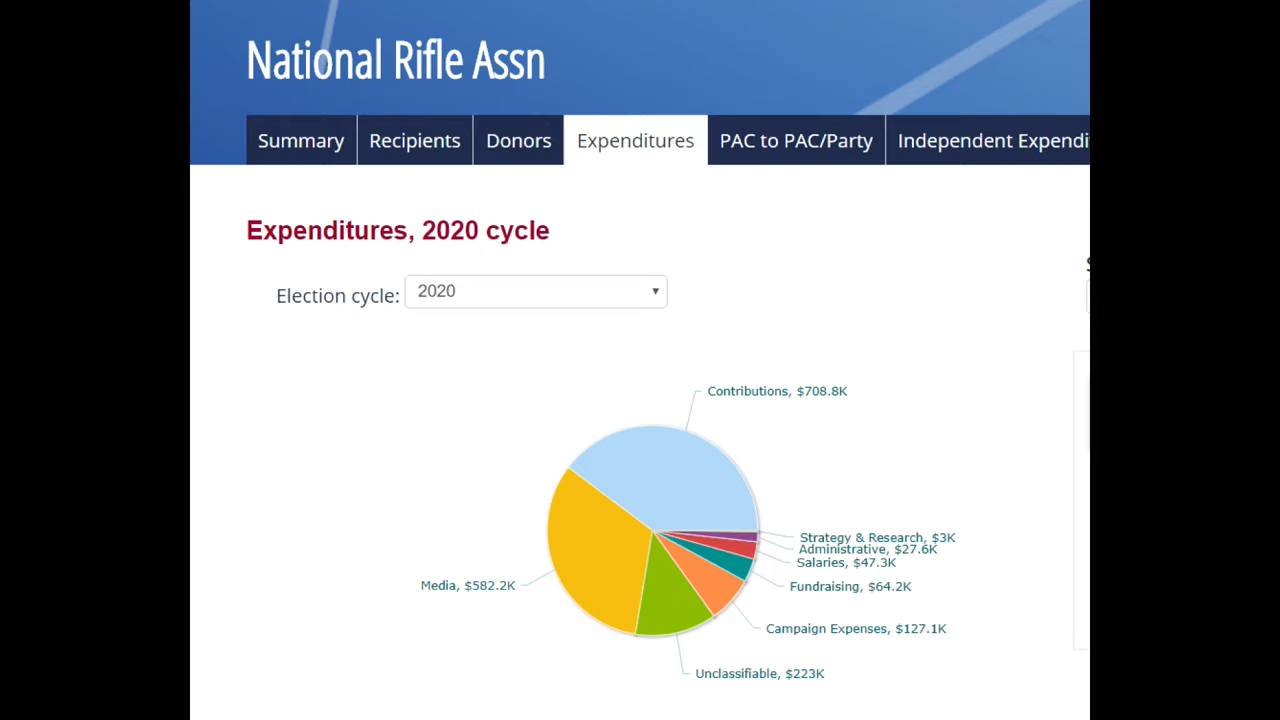 National Rifle Assn
Summary
Recipients
Donors
Expenditures
PAC to PAC/Party
Independent Expendi
Expenditures, 2020 cycle
Election cycle:
2020
Contributions, $708.8K
Strategy & Research, $3K
Administrative, $27.6K
Salaries, $47.3K
Media, $582.2K
Fundraising, $64.2K
Campaign Expenses, $127.1K
Unclassifiable, $223K